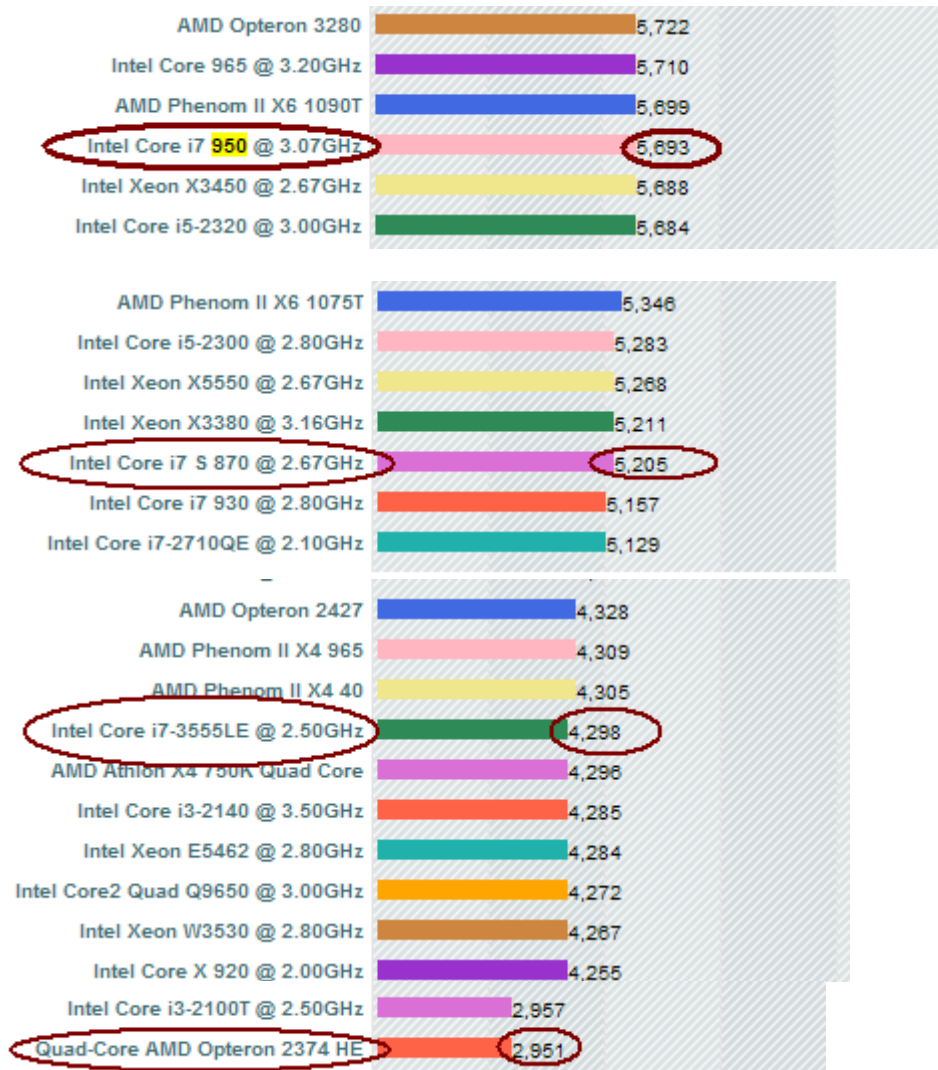 AMD Opteron 3280 5,722
Intel Core 965 @ 3.20GHz 5,710
AMD Phenom II X6 1090T 5,699
Intel Core i7 950 @ 3.07GHz 5,693
Intel Xeon X3450 @ 2.67GHz 5,688
Intel Core i5-2320 @ 3.00GHz 5,684
AMD Phenom II X6 1075T 5,346
Intel Core i5-2300 @ 2.80GHz 5,283
Intel Xeon X5550 @ 2.67GHz 5,268
Intel Xeon X3380 @ 3.16GHz 5,211
Intel Core i7 S 870 @ 2.67GHz 5,205
Intel Core i7 930 @ 2.80GHz 5,157
Intel Core i7-2710QE @ 2.10GHz 5,129
AMD Opteron 2427 4,328
AMD Phenom II X4 965 4,309
AMD Phenom II X4 40 4,305
Intel Core i7-3555LE @ 2.50GHz 4,298
AMD Athlon X4 750K Quad Core 4,296
Intel Core i3-2140 @ 3.50GHz 4,285
Intel Xeon E5462 @ 2.80GHz 4,284
Intel Core2 Quad Q9650 @ 3.00GHz 4,272
Intel Xeon W3530 @ 2.80GHz 4,267
Intel Core X 920 @ 2.00GHz 4,255
Intel Core i3-2100T @ 2.50GHz 2,957
Quad-Core AMD Opteron 2374 HE 2,951